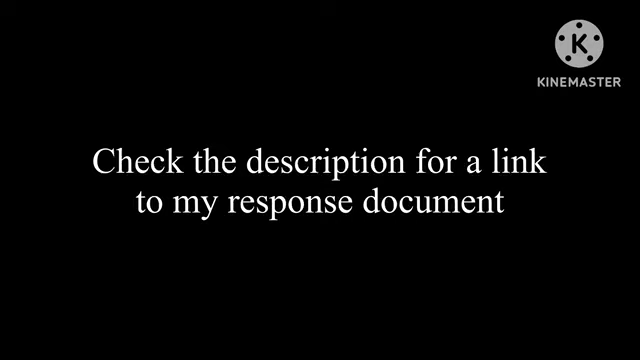 K
KINEMASTER
Check the description for a link
to my response document